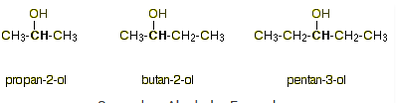 OH OH OH
CH₃-CH-CH₃ CH₃-CH-CH₂-CH₃ CH₃-CH₂-CH-CH₂-CH₃
propan-2-ol butan-2-ol pentan-3-ol